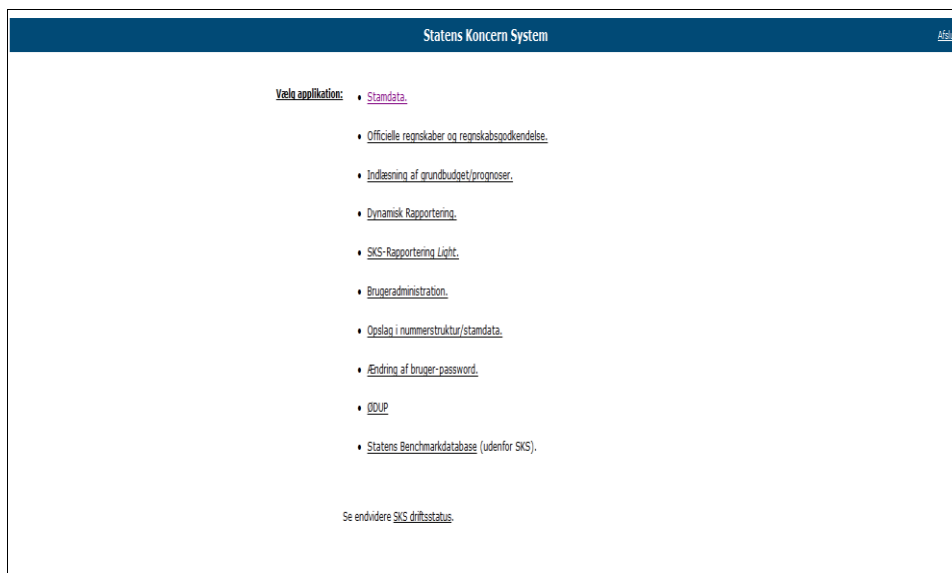 Statens Koncern System
Vælg applikation:
• Stamdata.
• Officielle regnskaber og regnskabsgodkendelse.
• Indlæsning af grundbudget/prognoser.
• Dynamisk Rapportering.
• SKS-Rapportering Light.
• Brugeradministration.
• Opslag i nummerstruktur/stamdata.
• Ændring af bruger-password.
• ØDUP
• Statens Benchmarkdatabase (udenfor SKS).
Se endvidere SKS driftsstatus.